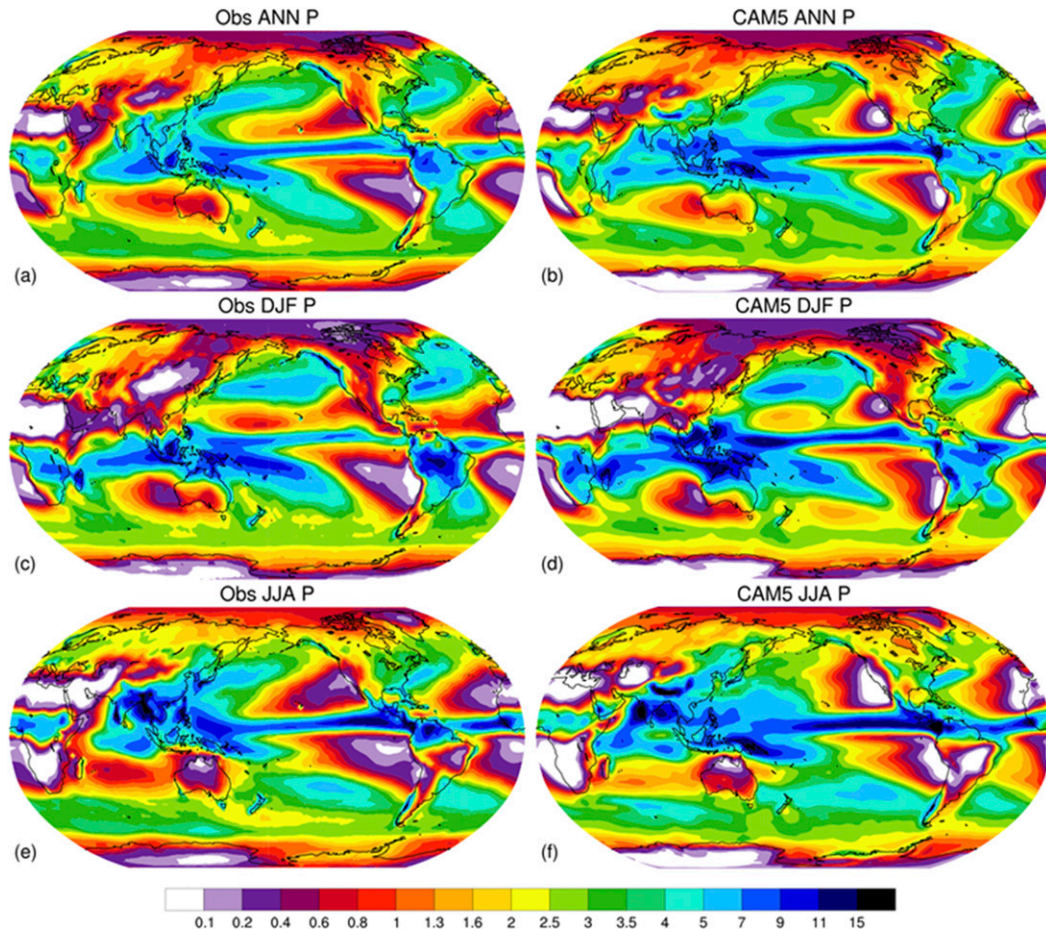 Obs ANN P
CAM5 ANN P
(a)
(b)
Obs DJF P
CAM5 DJF P
(c)
(d)
Obs JJA P
CAM5 JJA P
(e)
(f)
0.1 0.2 0.4 0.6 0.8 1 1.3 1.6 2 2.5 3 3.5 4 5 7 9 11 15